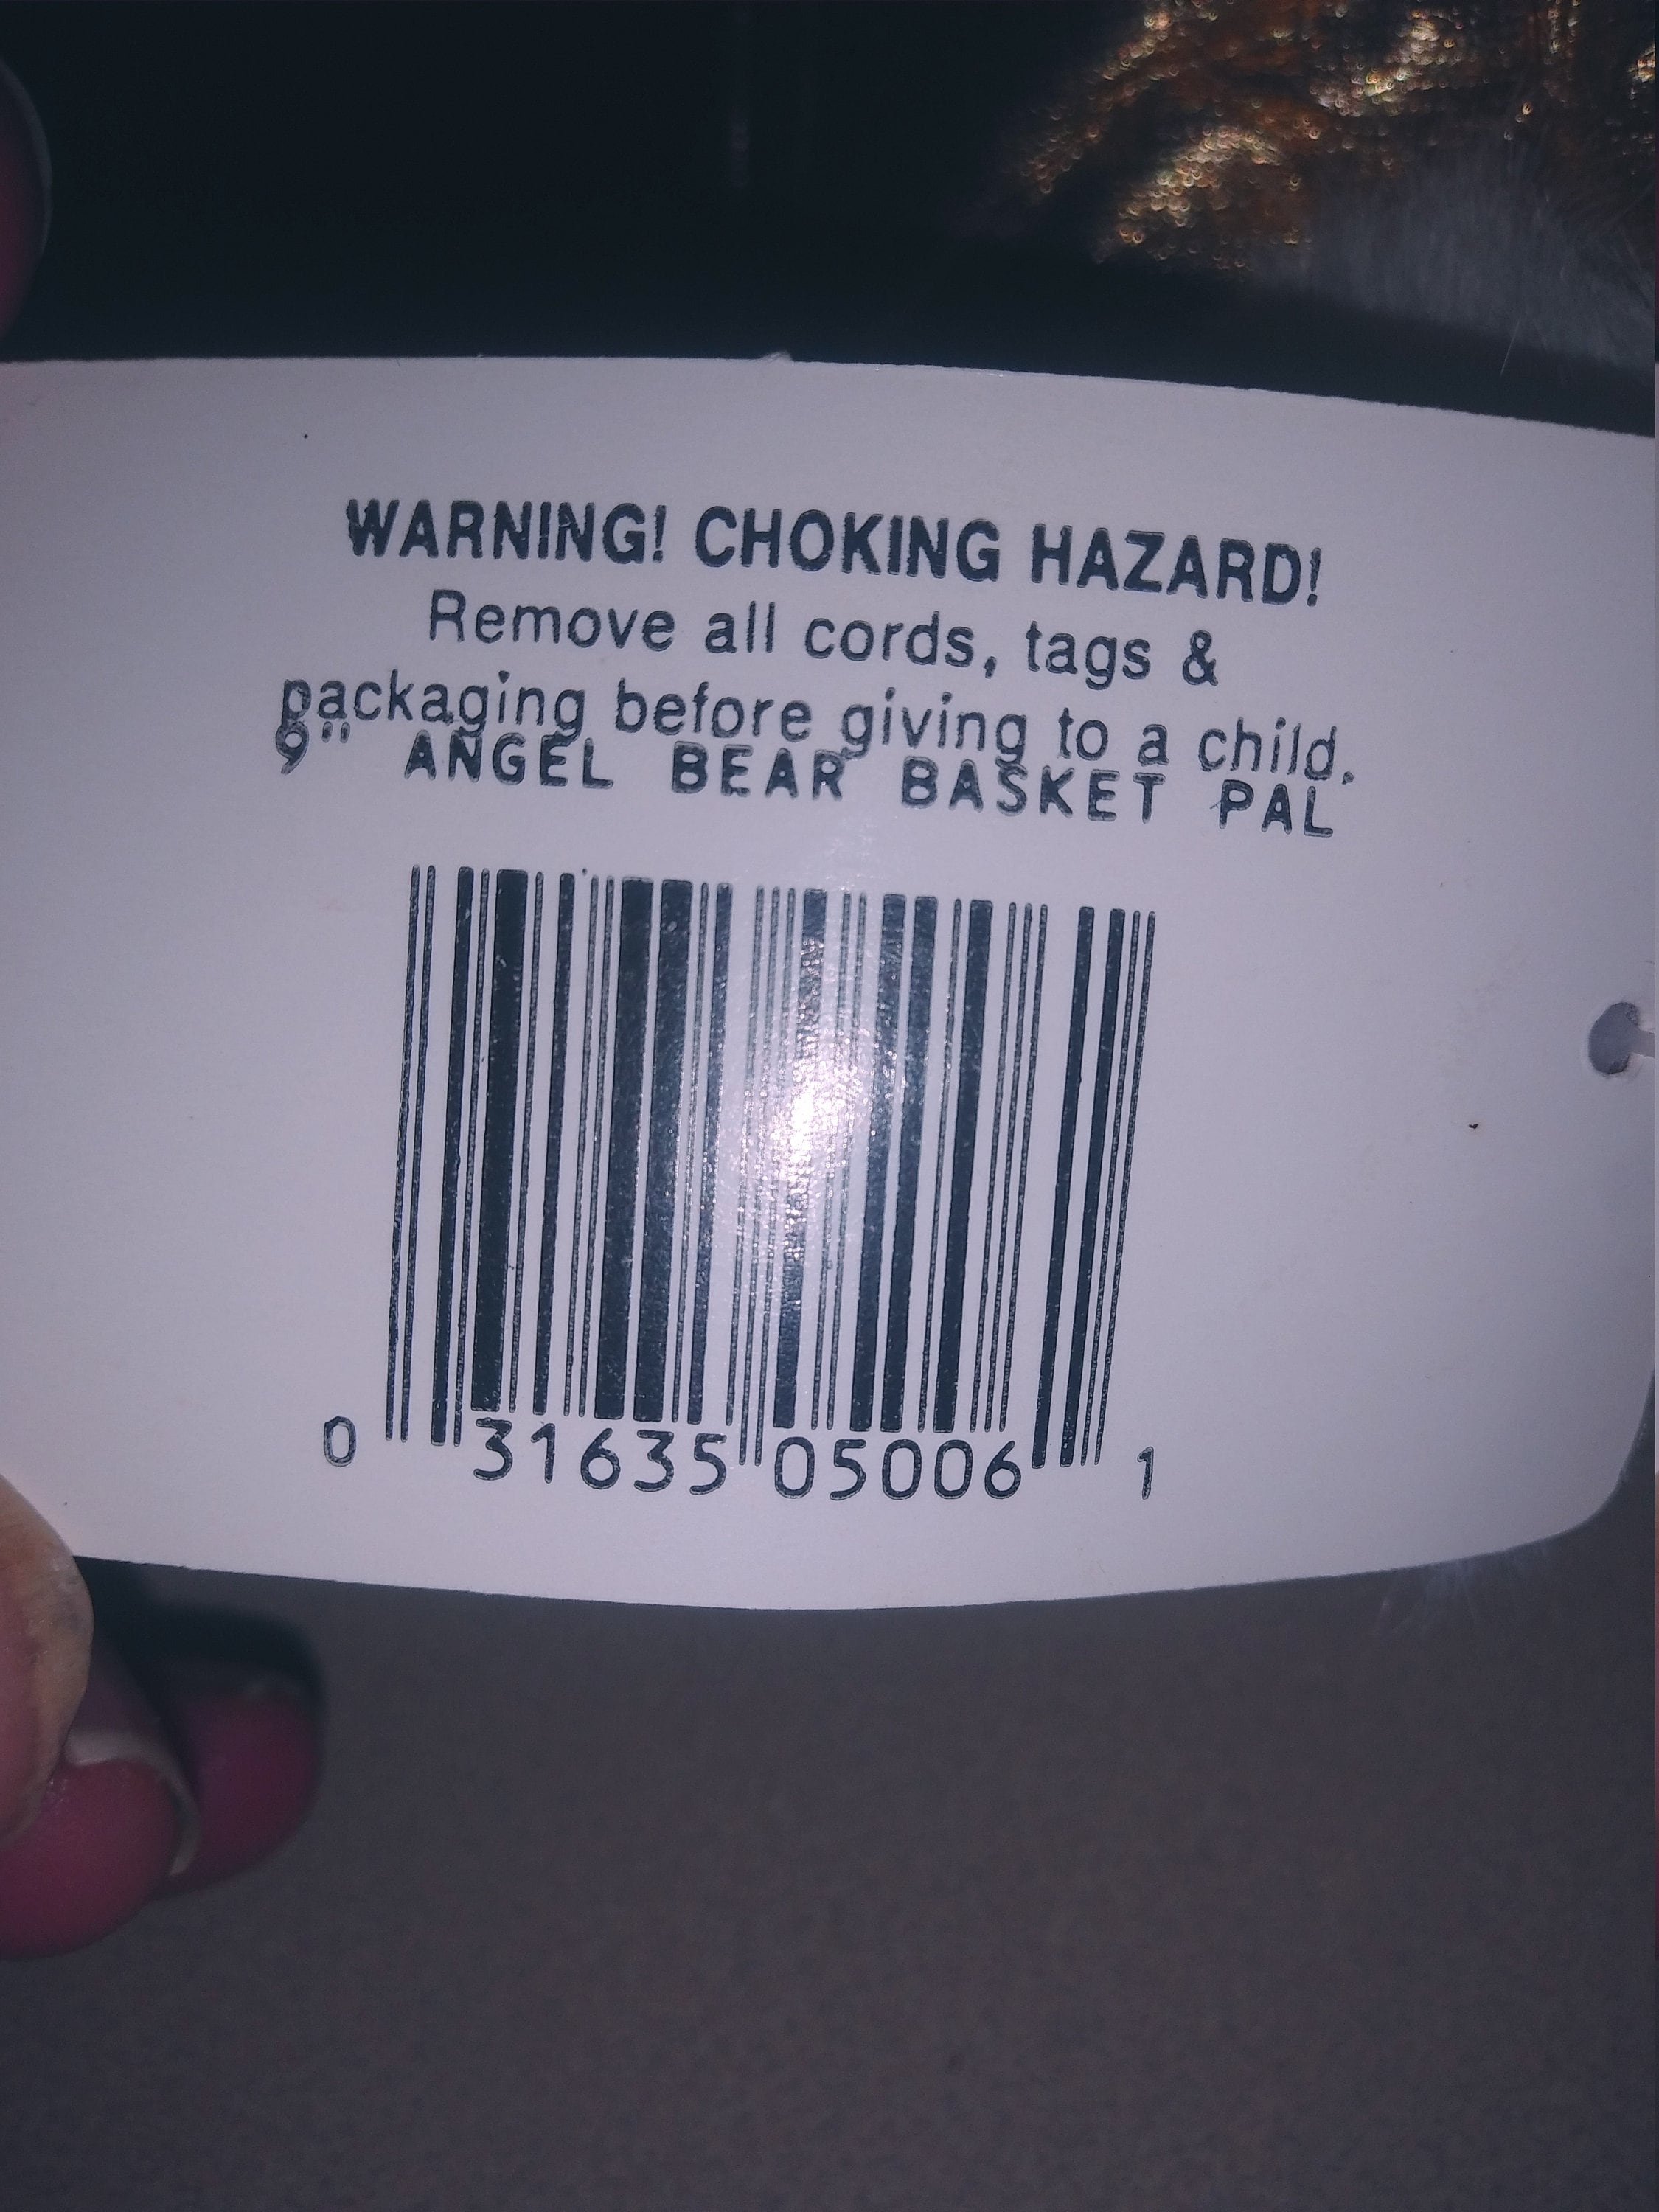 WARNING! CHOKING HAZARD!
Remove all cords, tags &
packaging before giving to a child.
9" ANGEL BEAR BASKET PAL
0 31635 05006 1